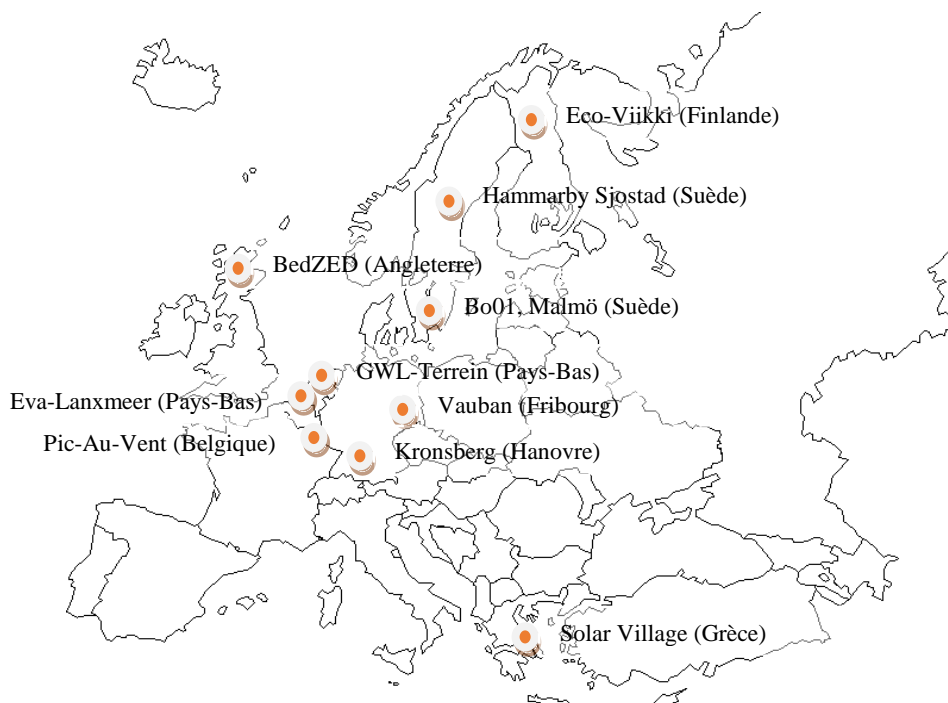 Eco-Viikki (Finlande)
Hammarby Sjostad (Suède)
BedZED (Angleterre)
Bo01, Malmö (Suède)
GWL-Terrein (Pays-Bas)
Eva-Lanxmeer (Pays-Bas)
Vauban (Fribourg)
Pic-Au-Vent (Belgique)
Kronsberg (Hanovre)
Solar Village (Grèce)